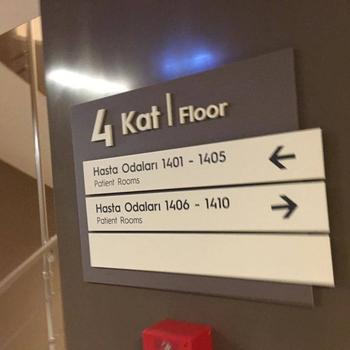 4 Kat | Floor
Hasta Odaları 1401 - 1405
Patient Rooms
Hasta Odaları 1406 - 1410
Patient Rooms